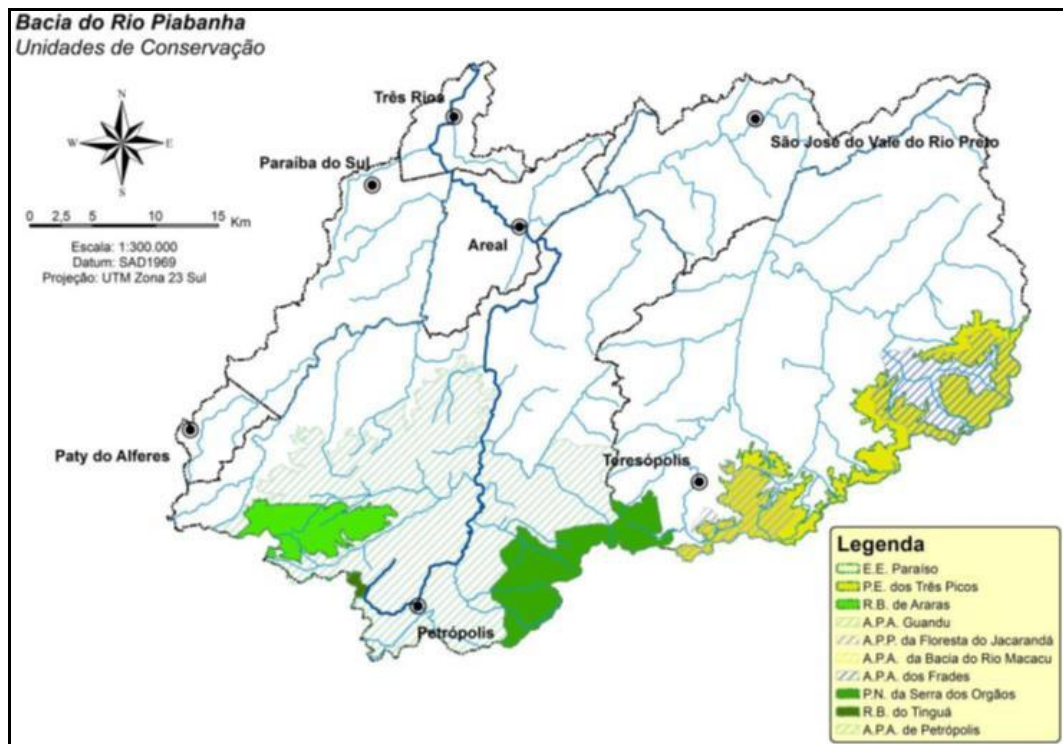 Bacia do Rio Piabanha
Unidades de Conservação
N
W E
S
0 2,5 5 10 15 Km
Escala: 1:300.000
Datum: SAD1969
Projeção: UTM Zona 23 Sul
Três Rios
Paraíba do Sul
São José do Vale do Rio Preto
Areal
Paty do Alferes
Teresópolis
Petrópolis
Legenda
E.E. Paraíso
P.E. dos Três Picos
R.B. de Araras
A.P.A. Guandu
A.P.P. da Floresta do Jacarandá
A.P.A. da Bacia do Rio Macacu
A.P.A. dos Frades
P.N. da Serra dos Orgãos
R.B. do Tinguá
A.P.A. de Petrópolis